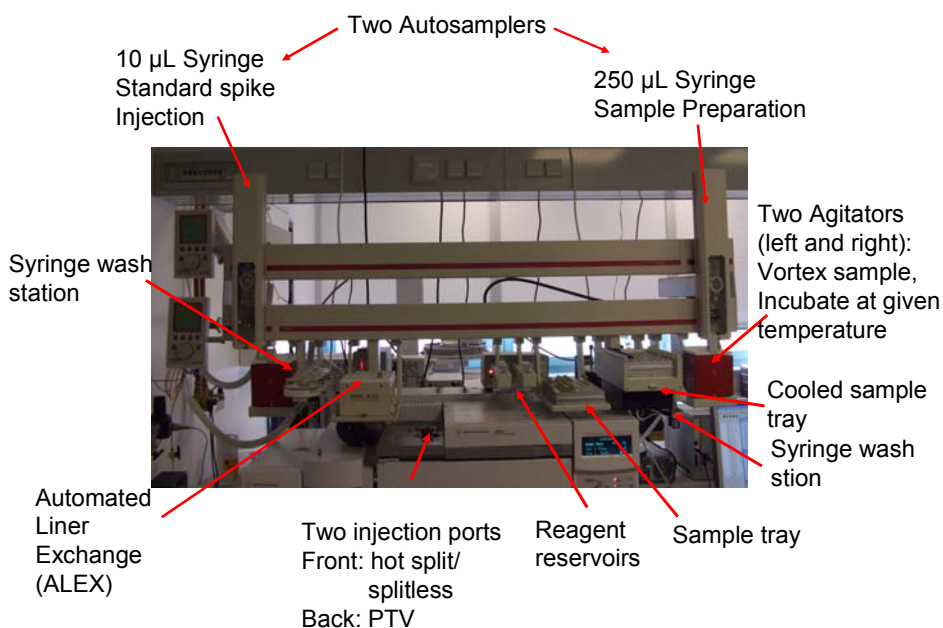 Two Autosamplers
10 µL Syringe
Standard spike
Injection
250 µL Syringe
Sample Preparation
Two Agitators
(left and right):
Vortex sample,
Incubate at given
temperature
Syringe wash
station
Cooled sample
tray
Syringe wash
stion
Automated
Liner
Exchange
(ALEX)
Two injection ports
Front: hot split/
splitless
Back: PTV
Reagent
reservoirs
Sample tray